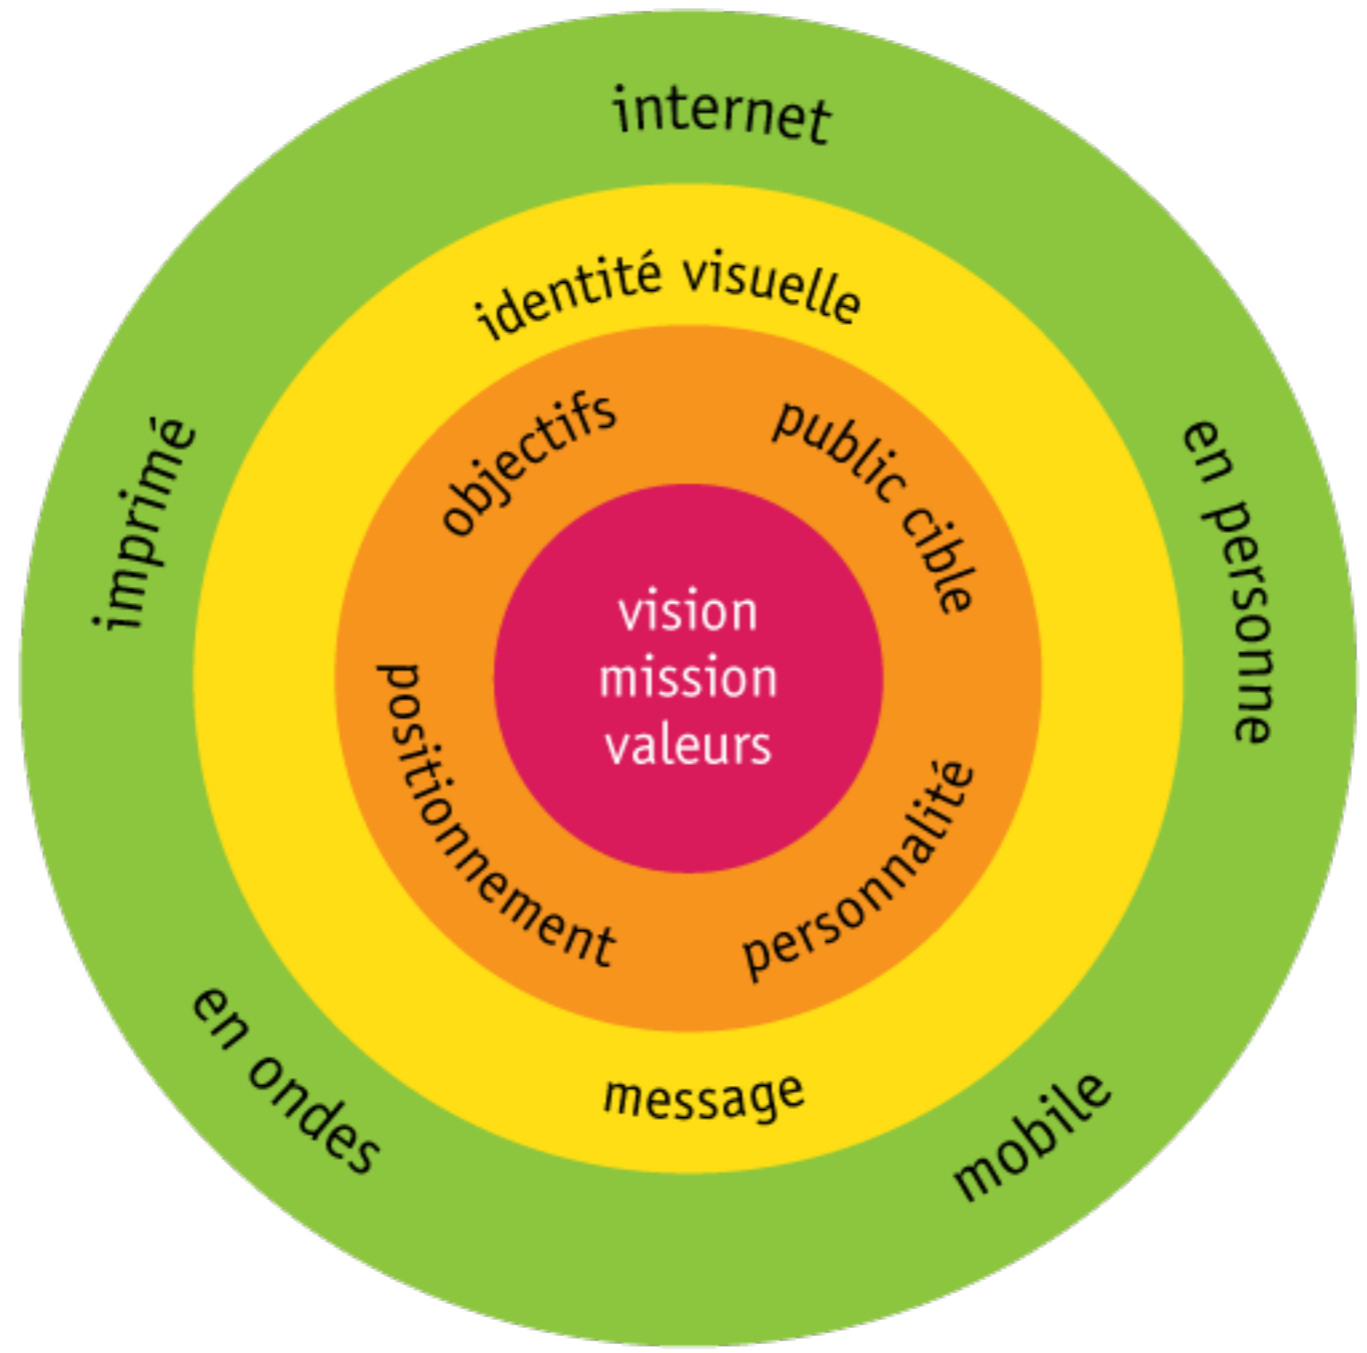 internet
identité visuelle
objectifs
public cible
imprimé
en personne
vision
mission
valeurs
positionnement
personnalité
en ondes
message
mobile